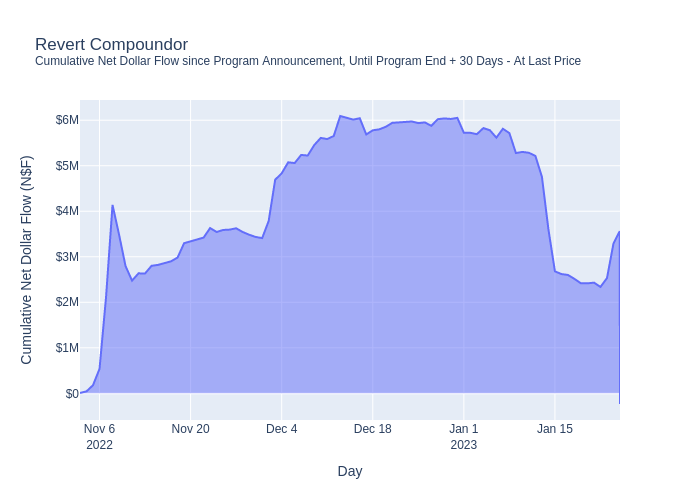 Revert Compoundor
Cumulative Net Dollar Flow since Program Announcement, Until Program End + 30 Days - At Last Price
Cumulative Net Dollar Flow (N$F)
$6M
$5M
$4M
$3M
$2M
$1M
$0
Nov 6 Nov 20 Dec 4 Dec 18 Jan 1 Jan 15
2022 2023
Day